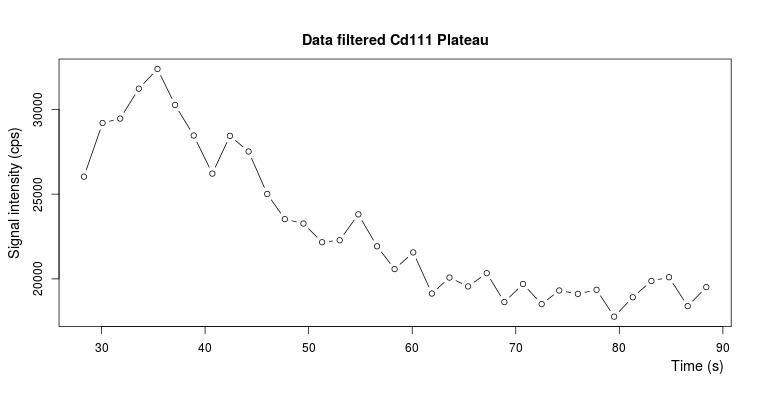 Data filtered Cd111 Plateau
Signal intensity (cps)
30000
25000
20000
30 40 50 60 70 80 90
Time (s)